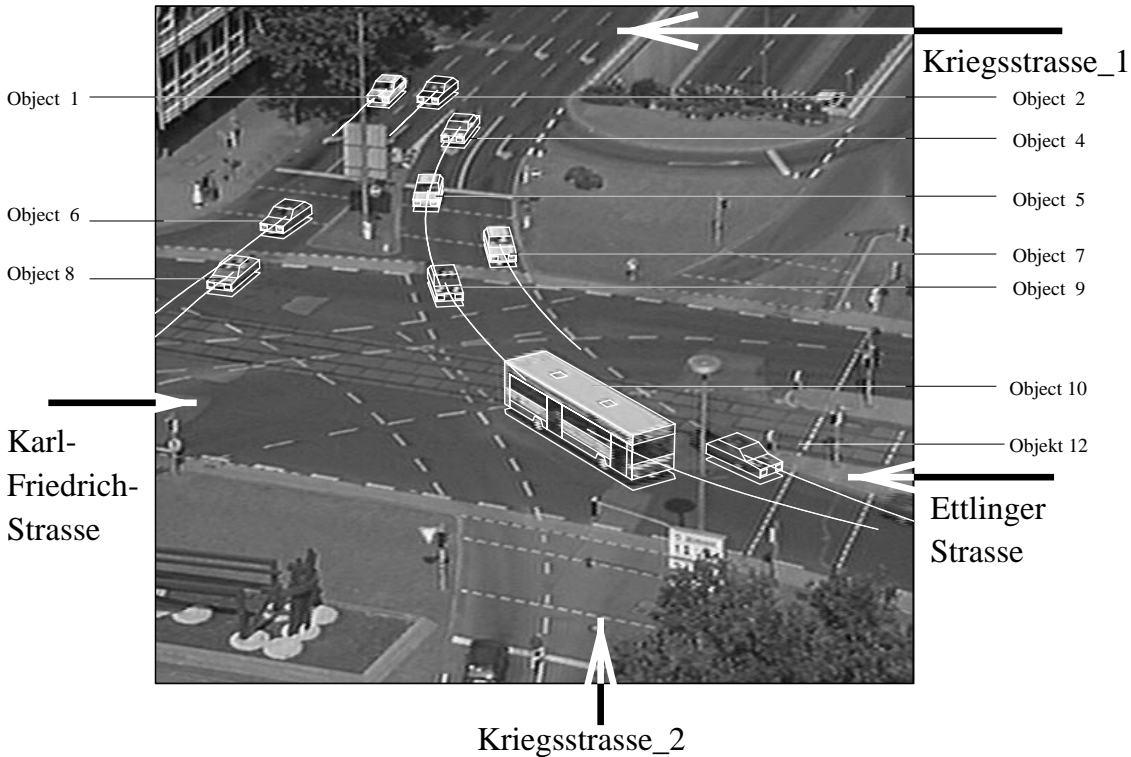 Kriegsstrasse_1
Object 1
Object 2
Object 4
Object 5
Object 6
Object 7
Object 8
Object 9
Object 10
Karl-
Friedrich-
Strasse
Objekt 12
Ettlinger
Strasse
Kriegsstrasse_2